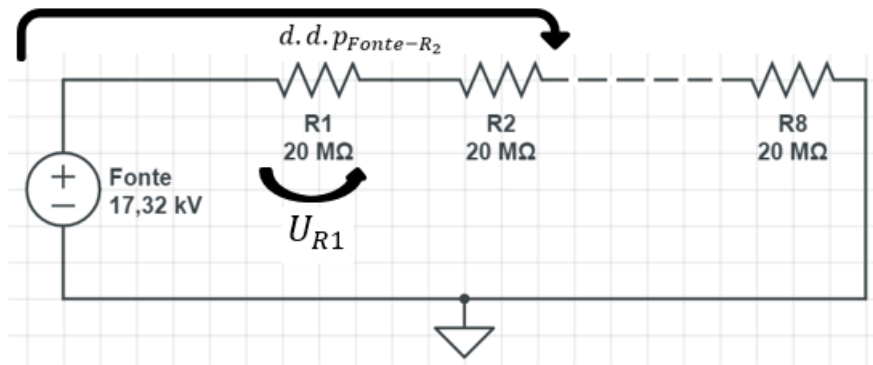 d.d.p_{Fonte-R_2}
R1
20 MΩ
R2
20 MΩ
R8
20 MΩ
+
−
Fonte
17,32 kV
U_{R1}